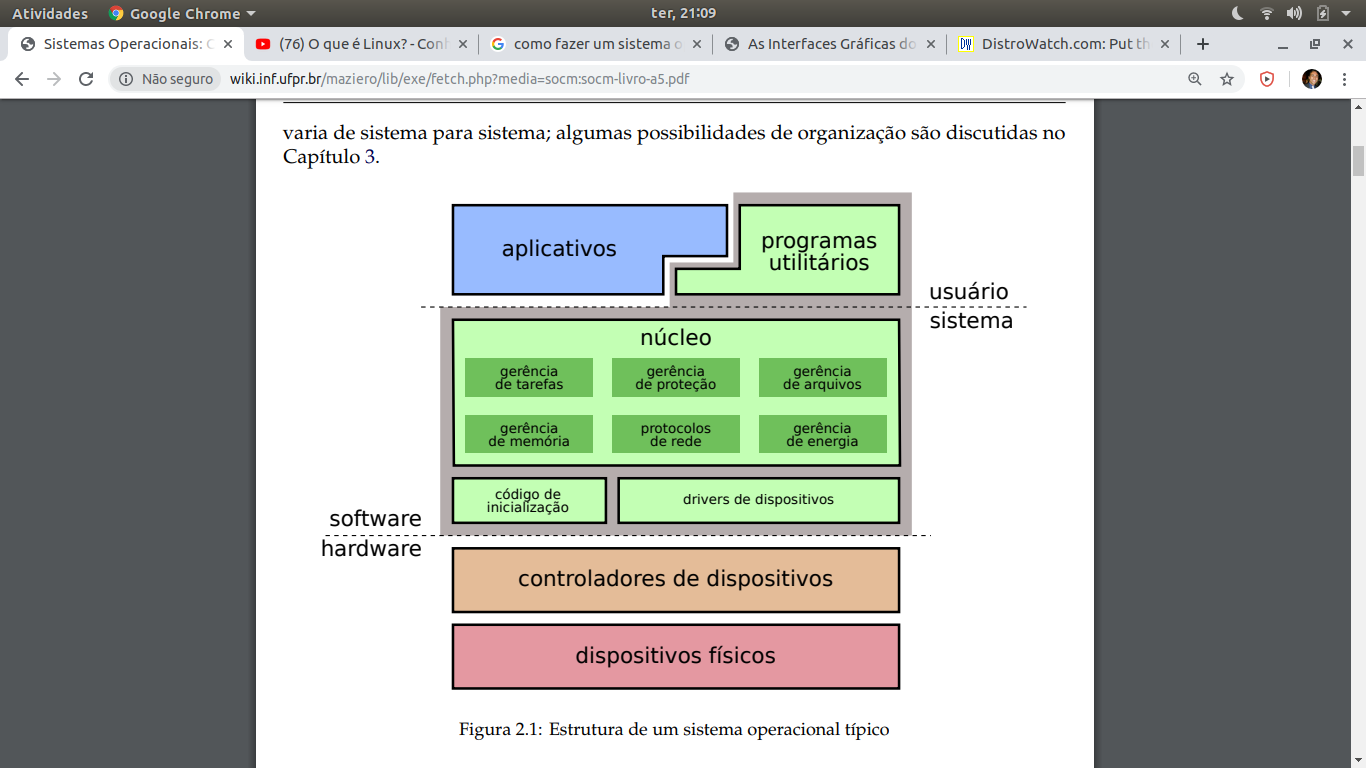 Atividades
Google Chrome
ter, 21:09
Sistemas Operacionais: C
(76) O que é Linux? - Conh
como fazer um sistema o
As Interfaces Gráficas do
DistroWatch.com: Put th
Não seguro
wiki.inf.ufpr.br/maziero/lib/exe/fetch.php?media=socm:socm-livro-a5.pdf
varia de sistema para sistema; algumas possibilidades de organização são discutidas no
Capítulo 3.
aplicativos
programas
utilitários
usuário
sistema
núcleo
gerência
de tarefas
gerência
de proteção
gerência
de arquivos
gerência
de memória
protocolos
de rede
gerência
de energia
código de
inicialização
drivers de dispositivos
software
hardware
controladores de dispositivos
dispositivos físicos
Figura 2.1: Estrutura de um sistema operacional típico